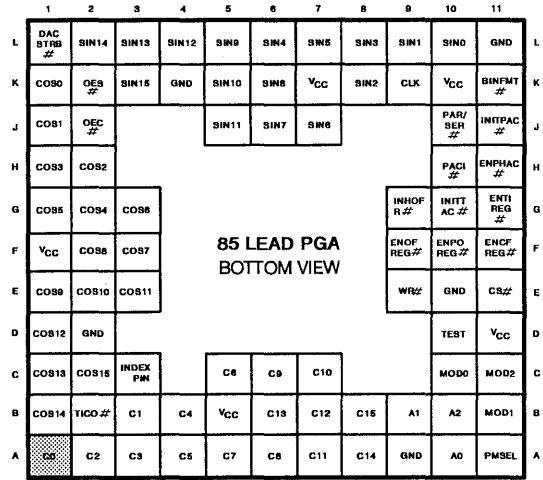 1 2 3 4 5 6 7 8 9 10 11
L DAC STRB # SIN14 SIN13 SIN12 SIN9 SIN4 SIN5 SIN3 SIN1 SIN0 GND L
K COS0 OES # SIN15 GND SIN10 SIN8 VCC SIN2 CLK VCC BINFMT # K
J COS1 OEC # SIN11 SIN7 SIN6 PAR/ SER # INITPAC # J
H COS3 COS2 PACI # ENPHAC # H
G COS5 COS4 COS6 INHOF R# INITT AC # ENTI REG # G
F VCC COS8 COS7 ENOF REG# ENPO REG# ENCF REG# F
85 LEAD PGA
BOTTOM VIEW
E COS9 COS10 COS11 WR# GND CS# E
D COS12 GND TEST VCC D
C COS13 COS15 INDEX PIN C6 C9 C10 MOD0 MOD2 C
B COS14 TICO# C1 C4 VCC C13 C12 C15 A1 A2 MOD1 B
A C0 C2 C3 C5 C7 C8 C11 C14 GND A0 PMSEL A